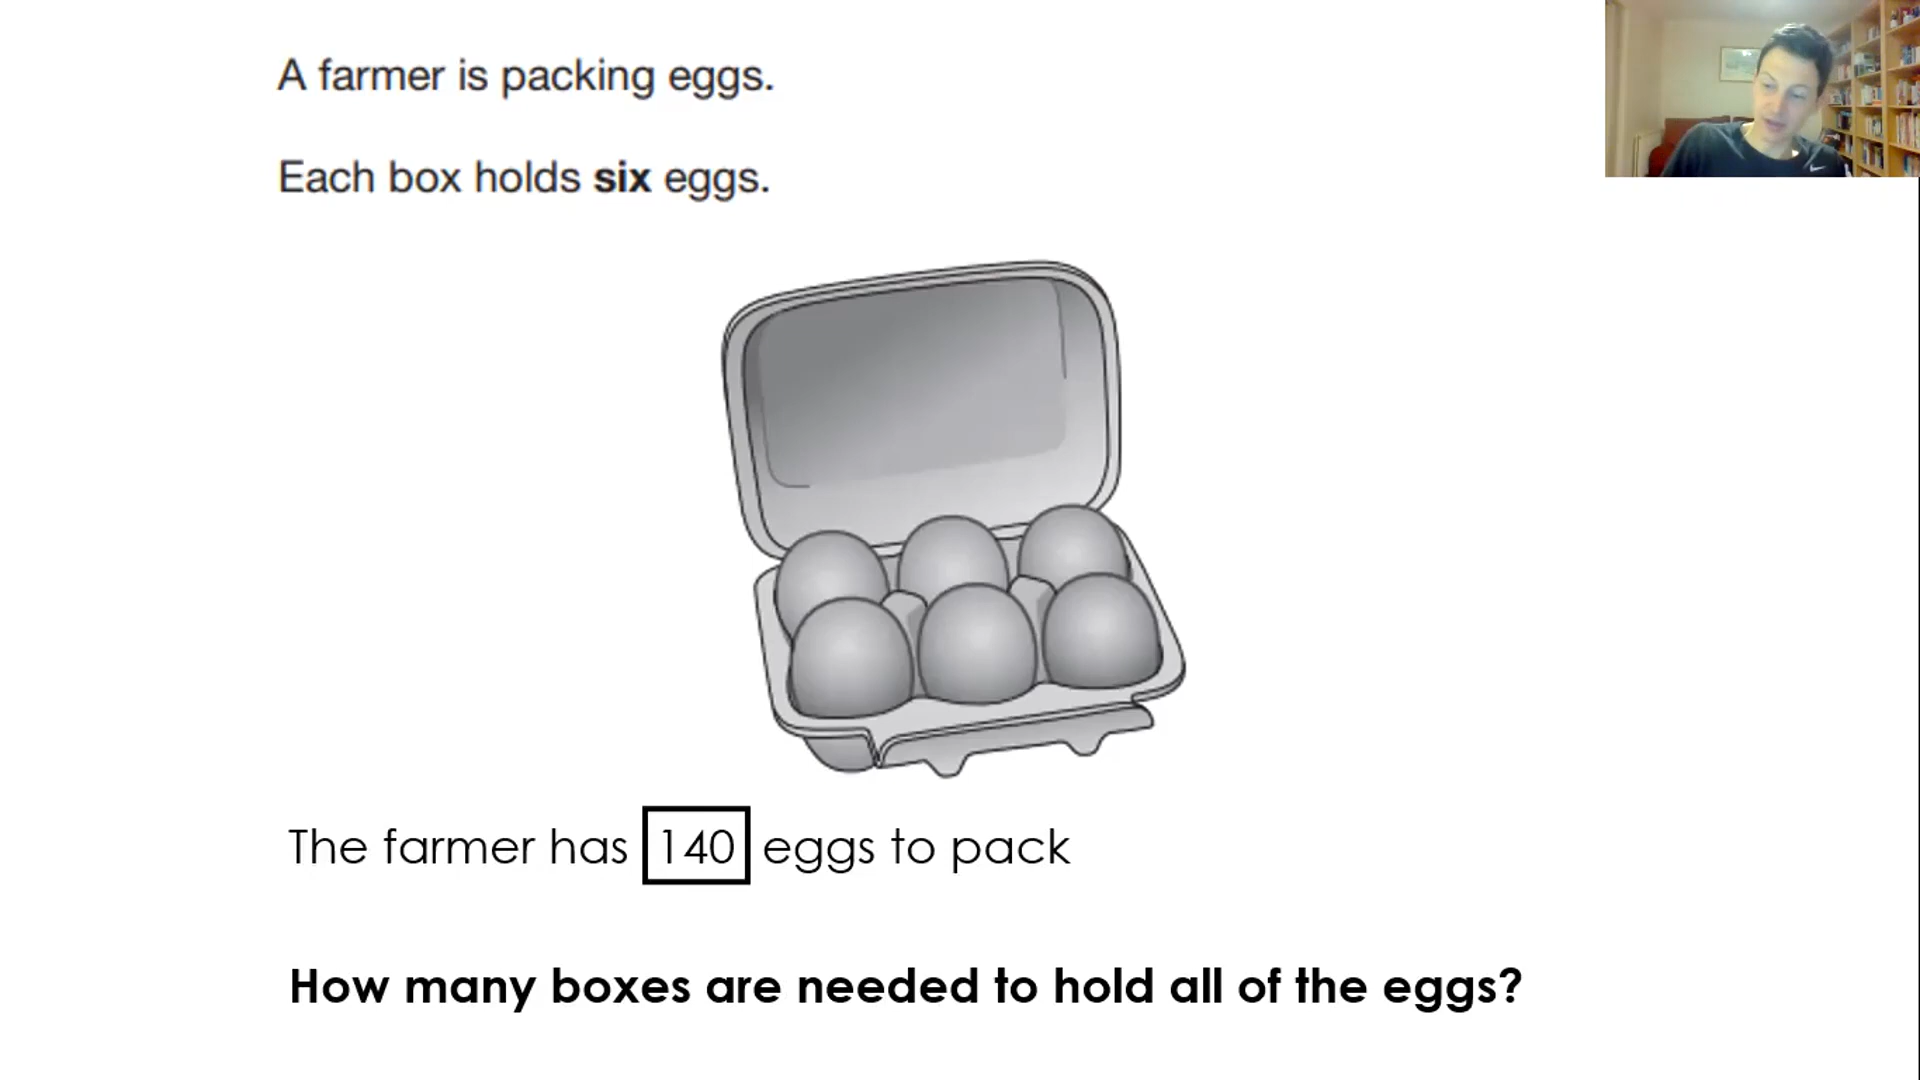 A farmer is packing eggs.
Each box holds six eggs.
The farmer has 140 eggs to pack
How many boxes are needed to hold all of the eggs?